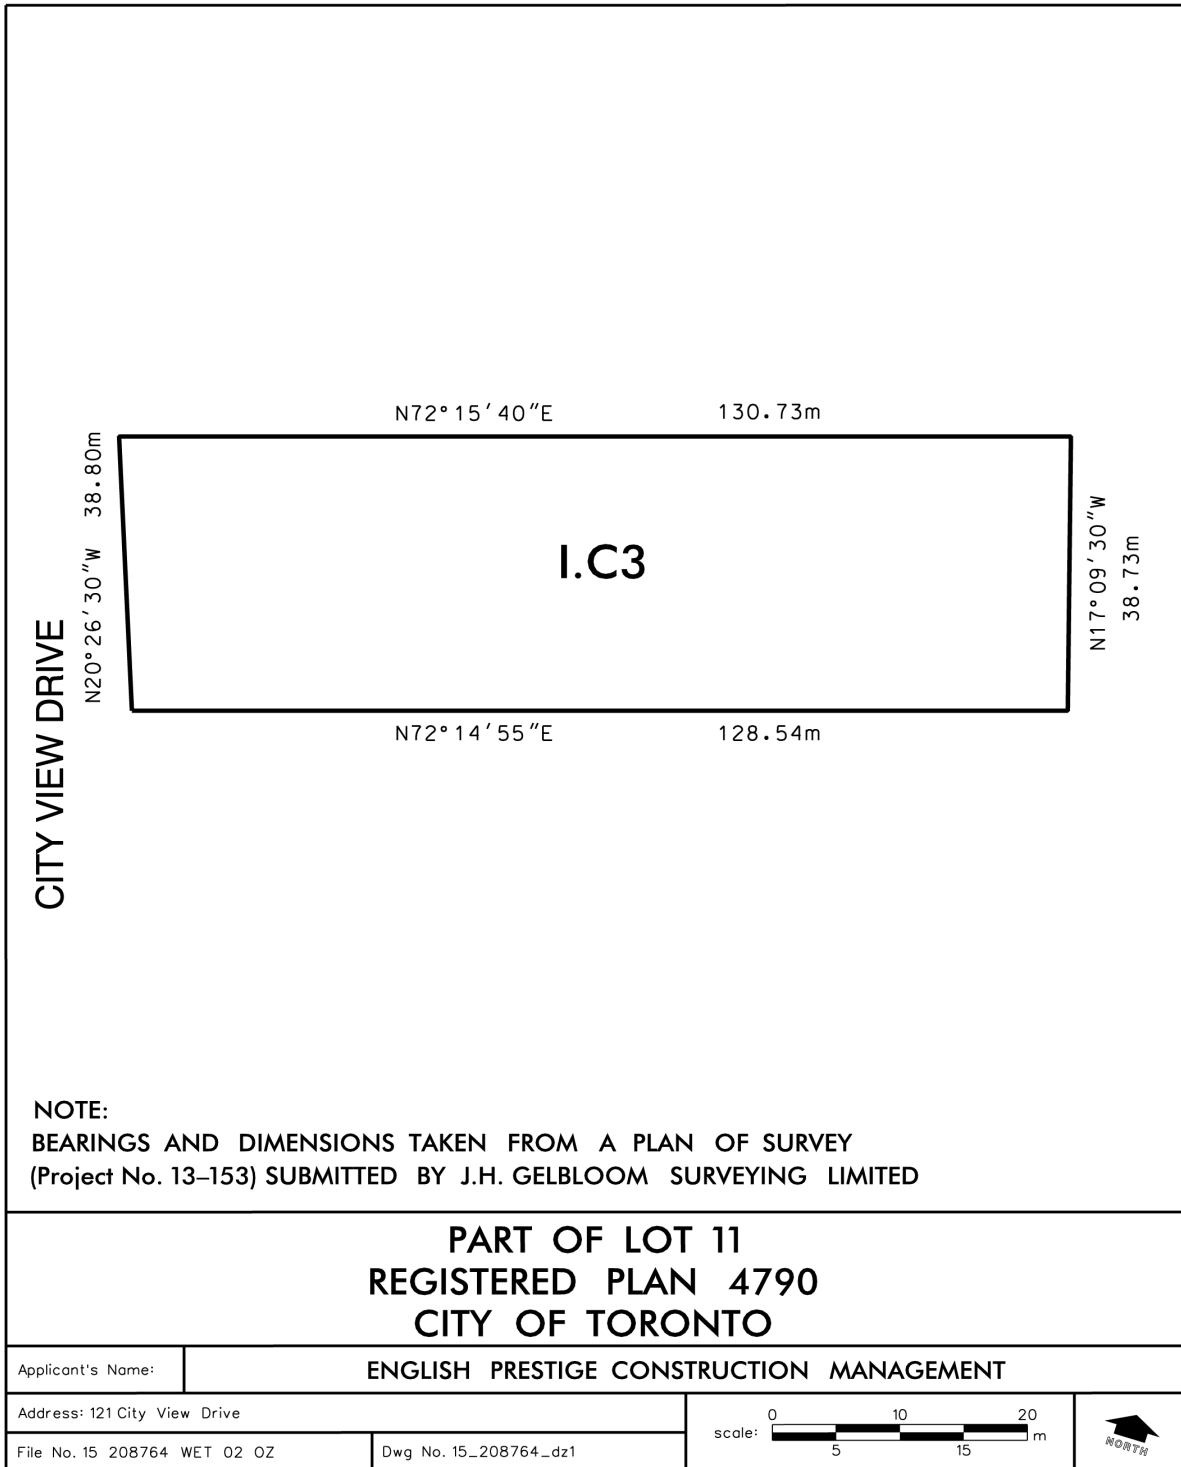 N72°15'40"E 130.73m
N20°26'30"W 38.80m
I.C3
N17°09'30"W
38.73m
CITY VIEW DRIVE
N72°14'55"E 128.54m
NOTE:
BEARINGS AND DIMENSIONS TAKEN FROM A PLAN OF SURVEY
(Project No. 13–153) SUBMITTED BY J.H. GELBLOOM SURVEYING LIMITED
PART OF LOT 11
REGISTERED PLAN 4790
CITY OF TORONTO
Applicant's Name: ENGLISH PRESTIGE CONSTRUCTION MANAGEMENT
Address: 121 City View Drive
File No. 15 208764 WET 02 OZ
Dwg No. 15_208764_dz1
0 10 20
scale: m
5 15
NORTH